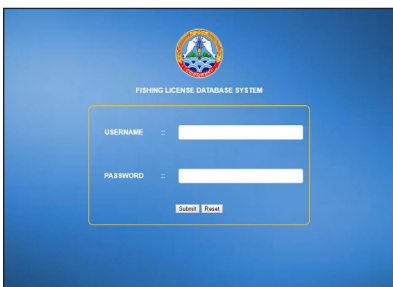 FISHING LICENSE DATABASE SYSTEM
USERNAME ::
PASSWORD ::
Submit Reset